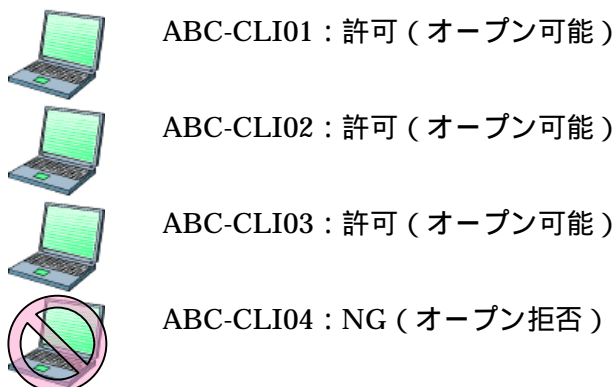 ABC-CLI01：許可（オープン可能）
ABC-CLI02：許可（オープン可能）
ABC-CLI03：許可（オープン可能）
ABC-CLI04：NG（オープン拒否）